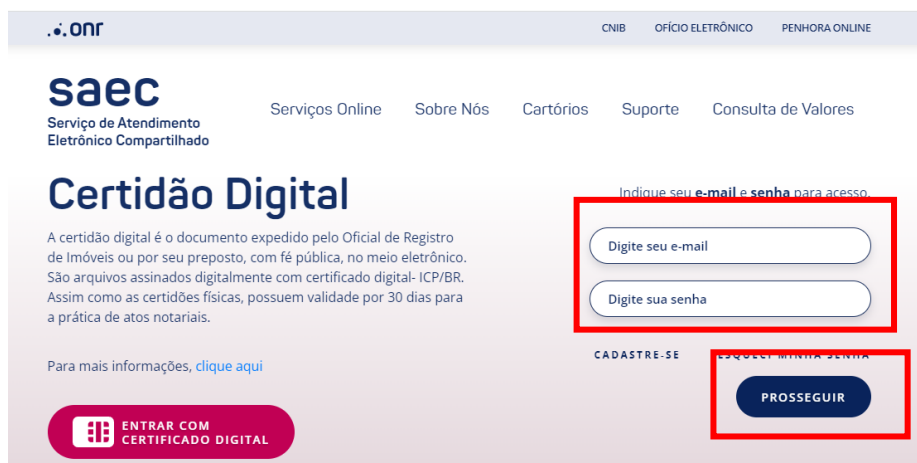 onr
CNIB OFÍCIO ELETRÔNICO PENHORA ONLINE
saec
Serviço de Atendimento
Eletrônico Compartilhado
Serviços Online Sobre Nós Cartórios Suporte Consulta de Valores
Certidão Digital
A certidão digital é o documento expedido pelo Oficial de Registro
de Imóveis ou por seu preposto, com fé pública, no meio eletrônico.
São arquivos assinados digitalmente com certificado digital- ICP/BR.
Assim como as certidões físicas, possuem validade por 30 dias para
a prática de atos notariais.
Para mais informações, clique aqui
ENTRAR COM
CERTIFICADO DIGITAL
Indique seu e-mail e senha para acesso.
Digite seu e-mail
Digite sua senha
CADASTRE-SE ESQUECI MINHA SENHA
PROSSEGUIR